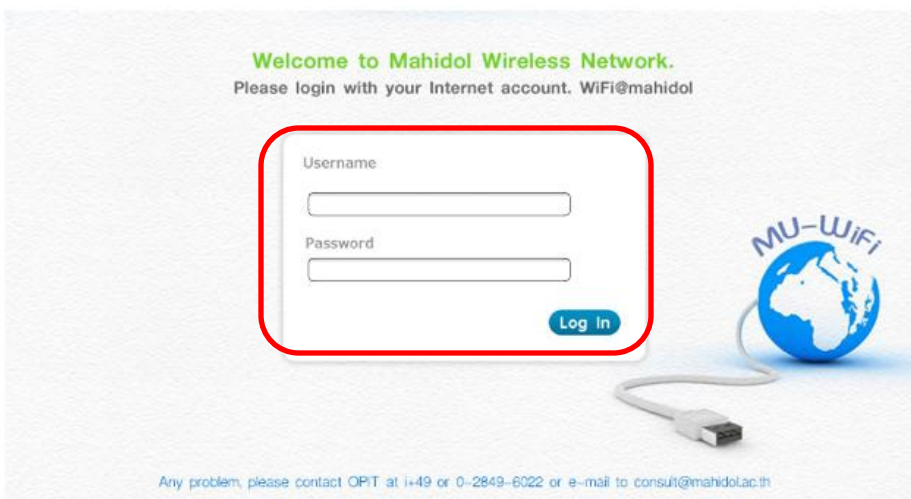 Welcome to Mahidol Wireless Network.
Please login with your Internet account. WiFi@mahidol
Username
Password
Log In
MU-WiFi
Any problem, please contact OPIT at i+49 or 0-2849-6022 or e-mail to consult@mahidol.ac.th